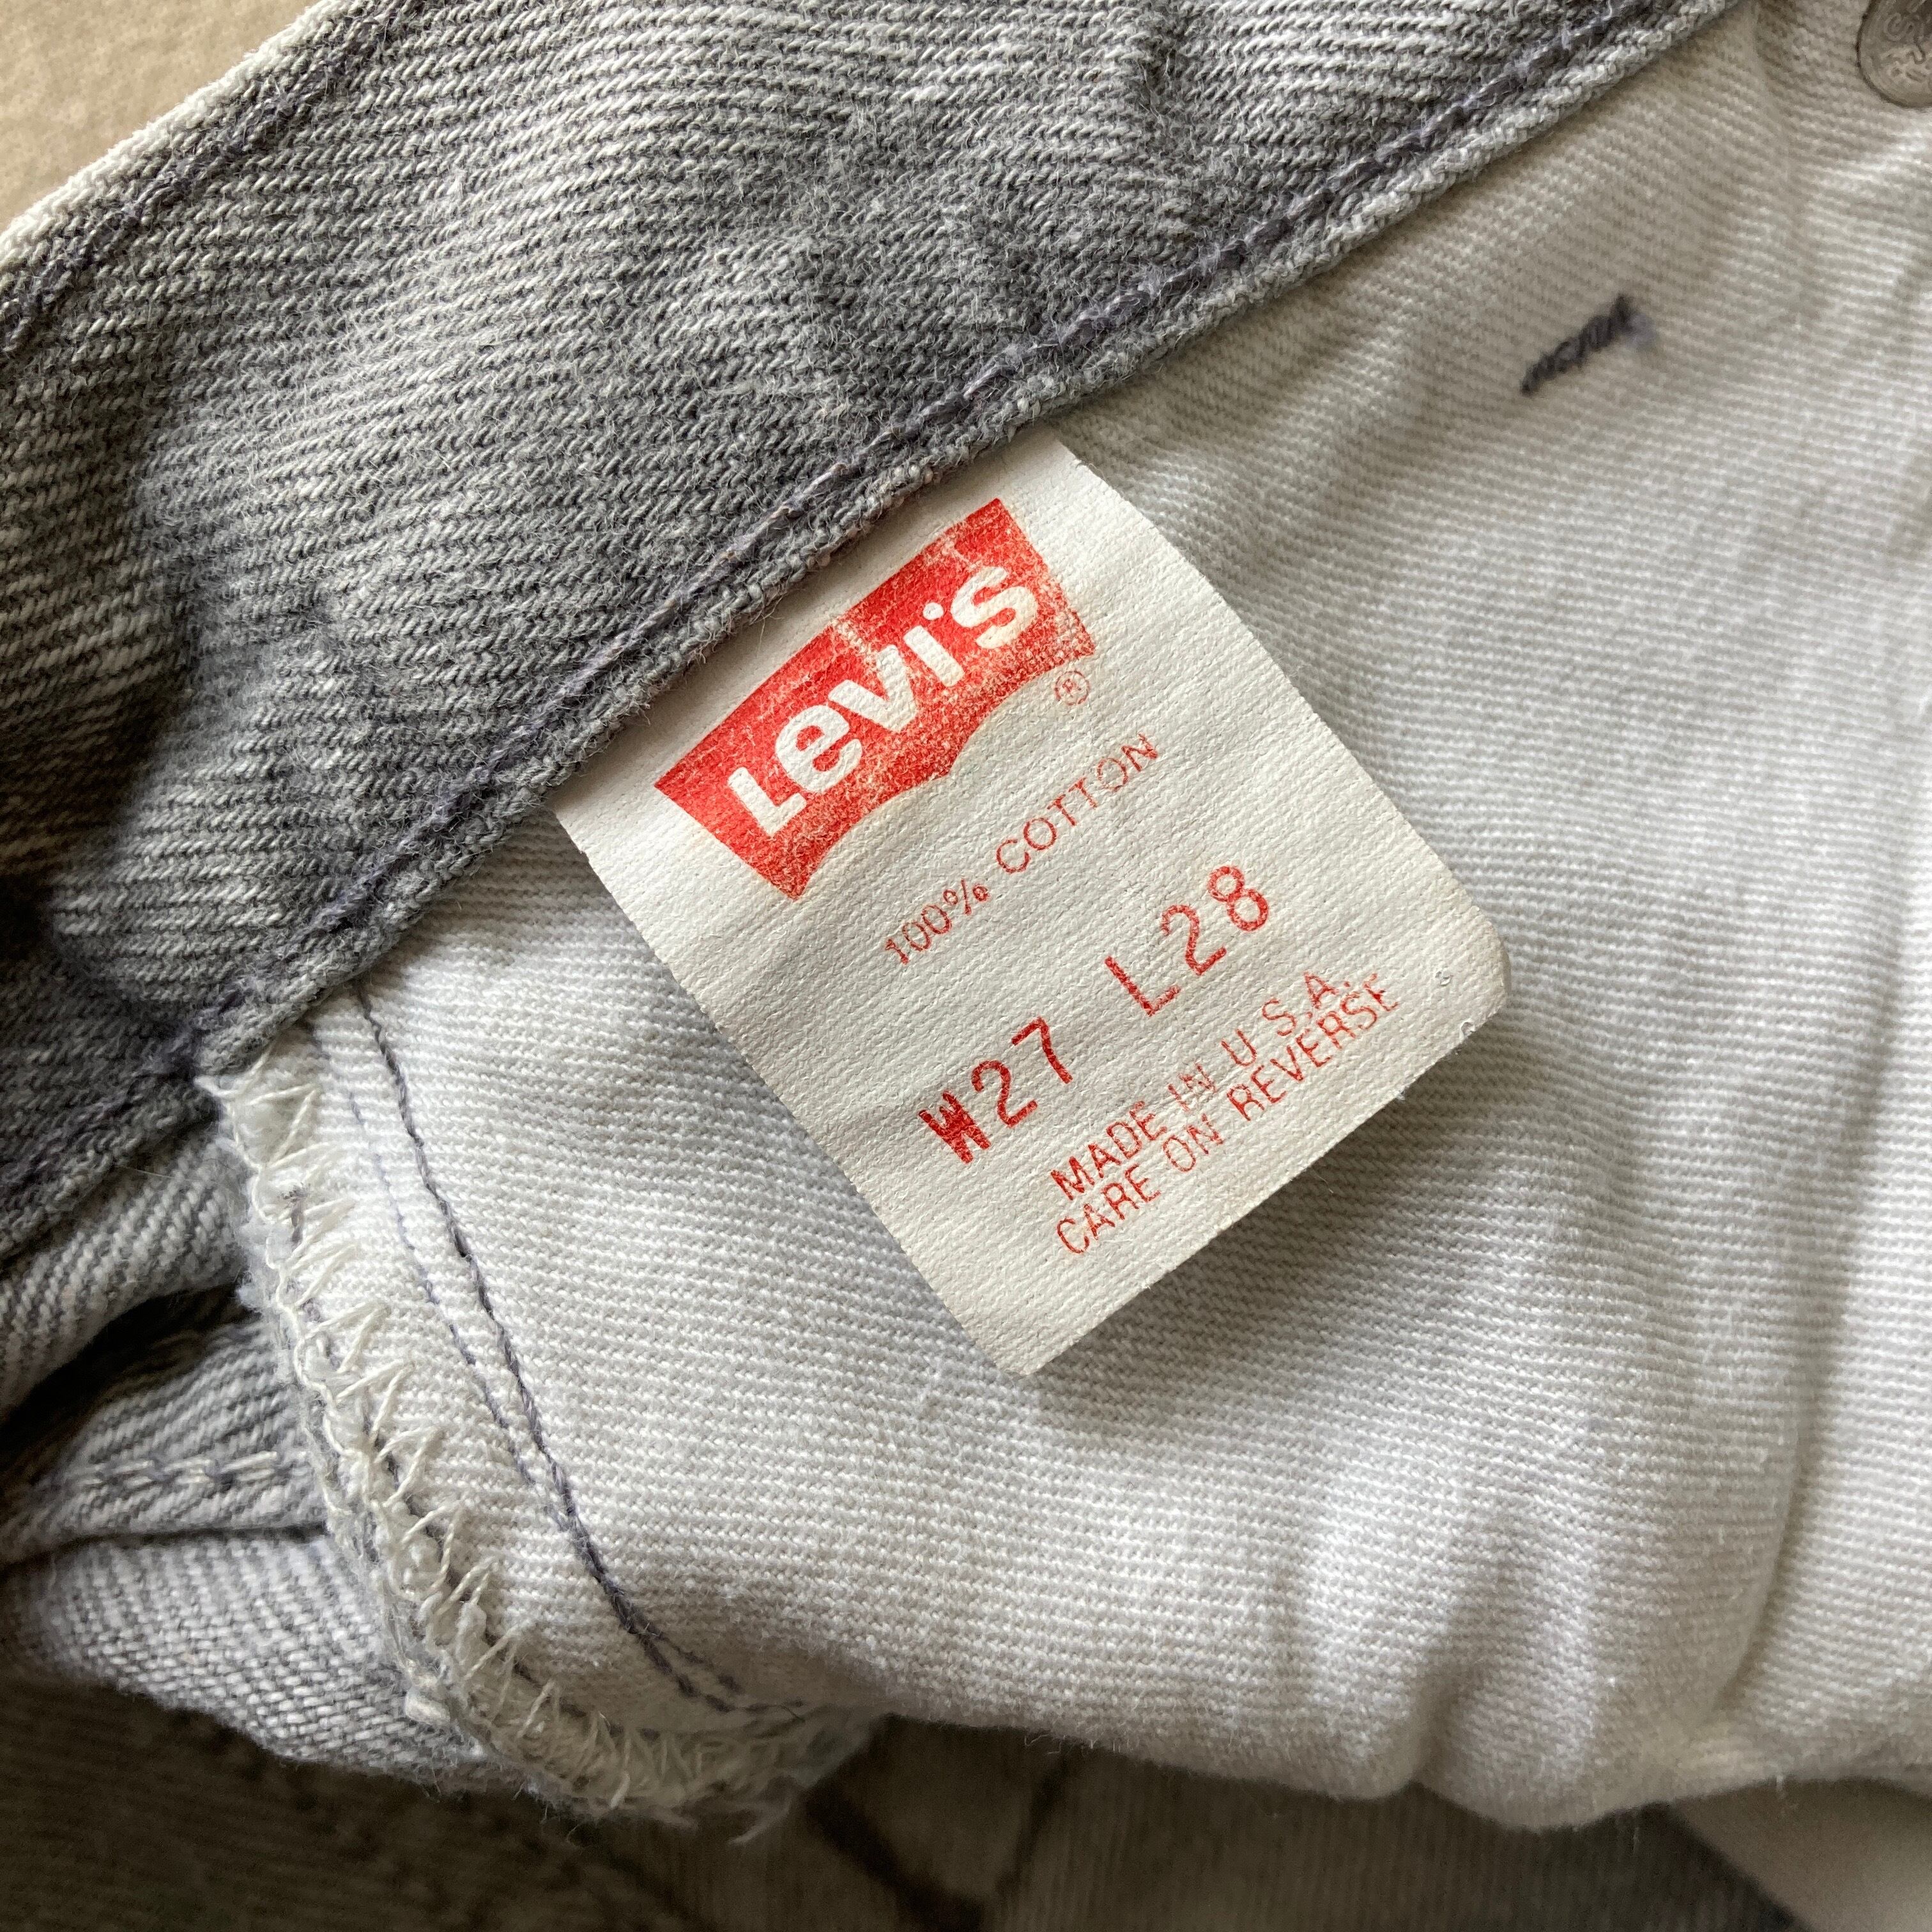 Levi's ®
100% COTTON
W27 L28
MADE IN U.S.A.
CARE ON REVERSE